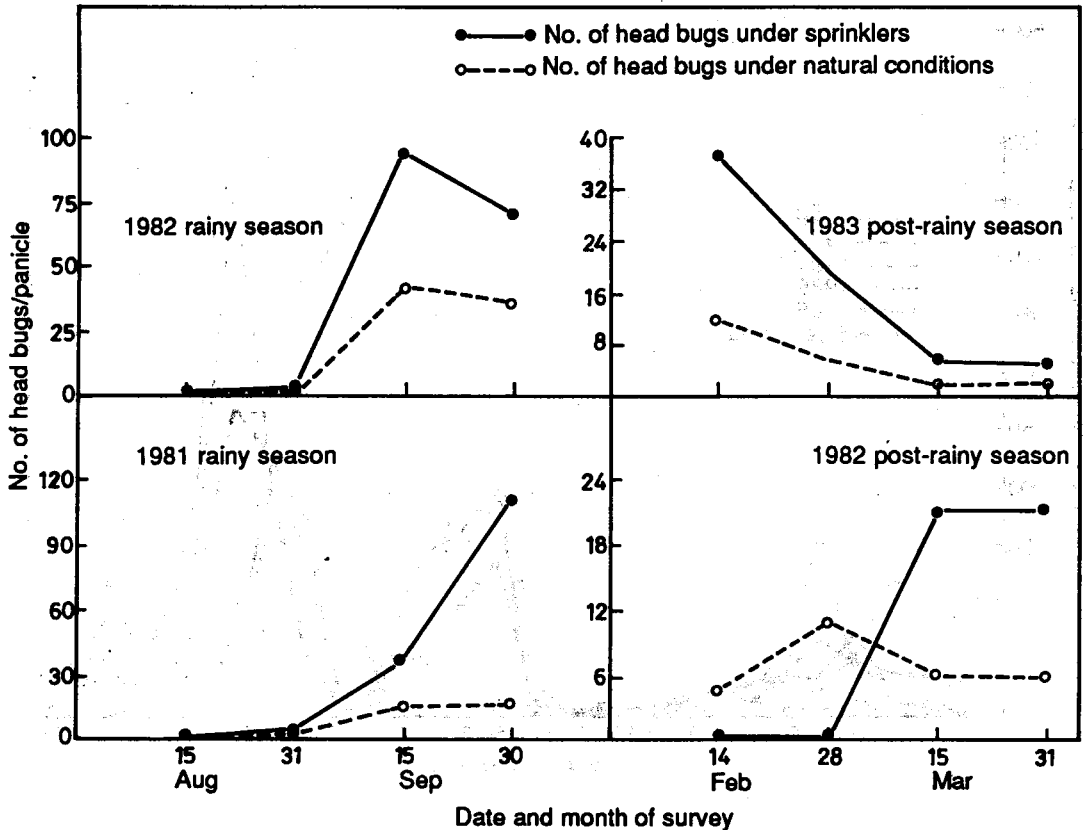 No. of head bugs under sprinklers
No. of head bugs under natural conditions
No. of head bugs/panicle
100
75
50
25
0
1982 rainy season
40
32
24
16
8
1983 post-rainy season
120
90
60
30
0
1981 rainy season
24
18
12
6
1982 post-rainy season
15 31 15 30
Aug Sep
14 28 15 31
Feb Mar
Date and month of survey